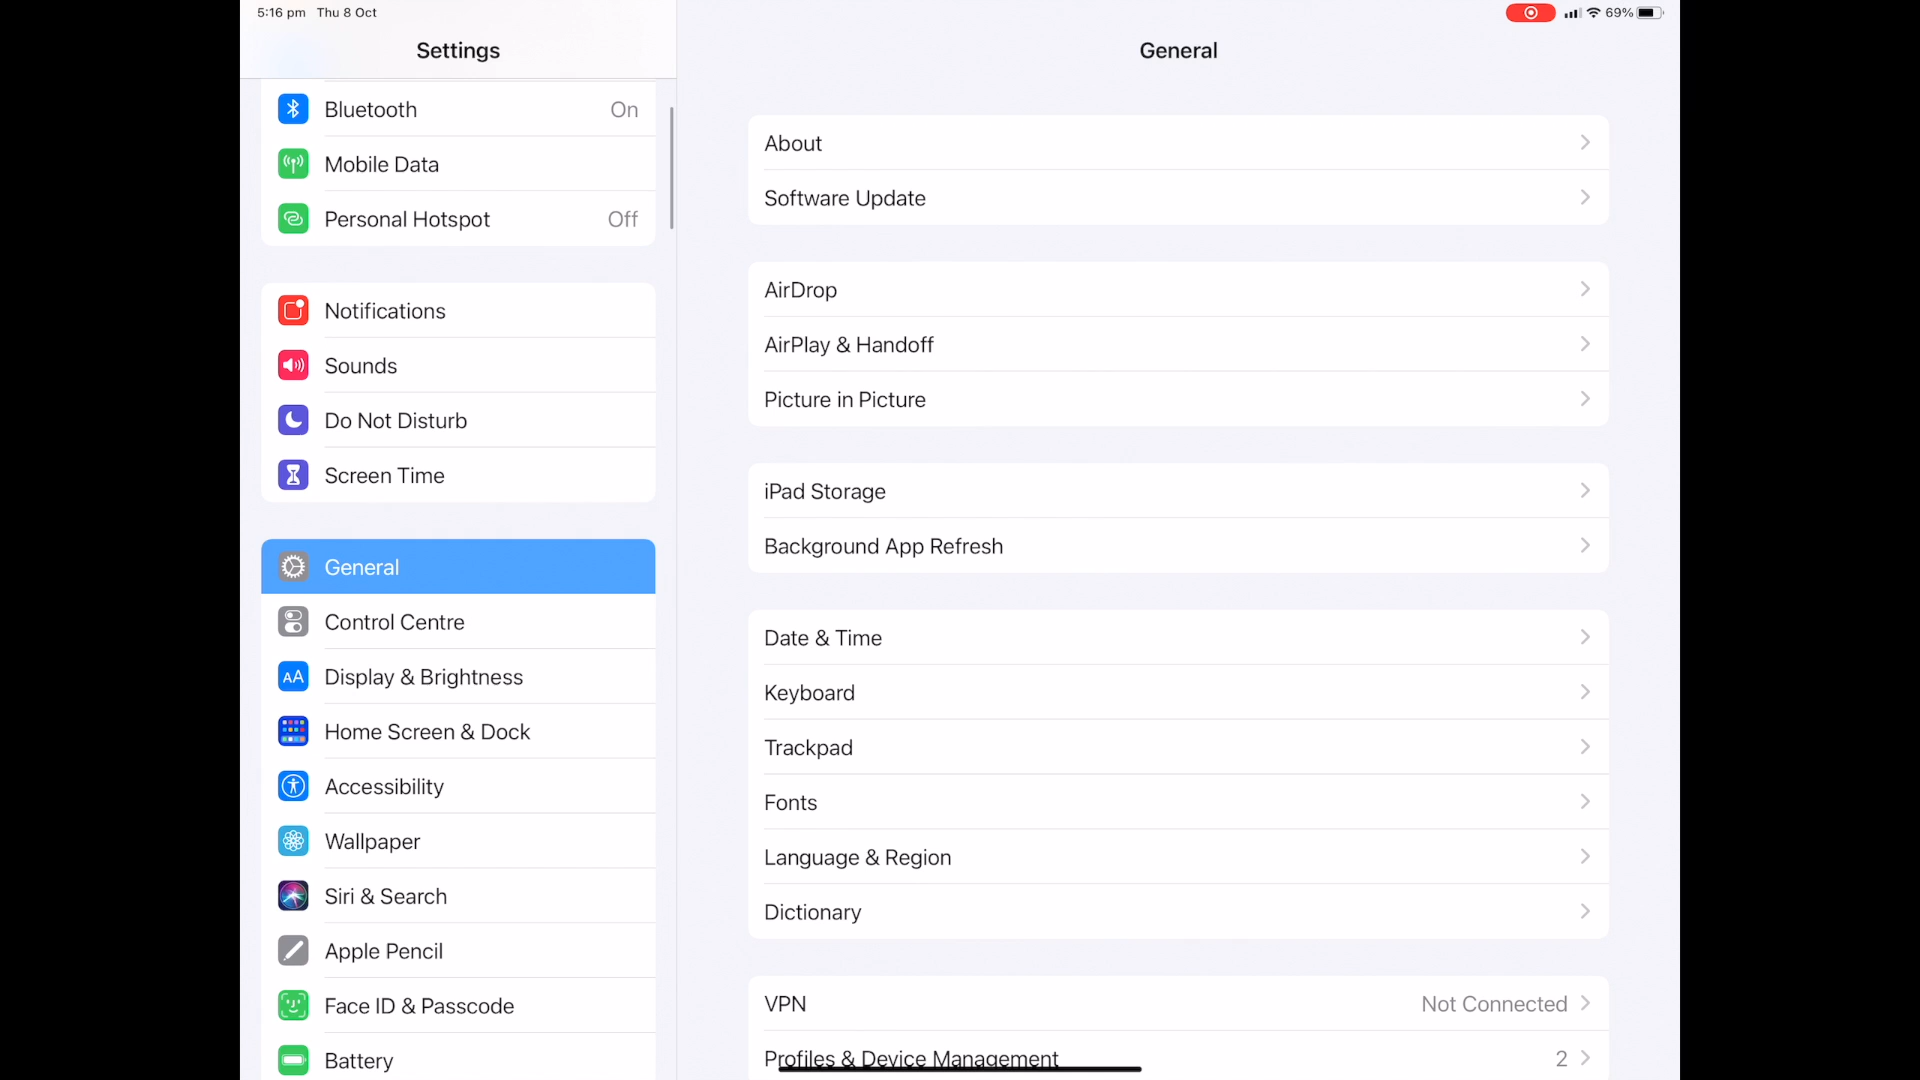 5:16 pm Thu 8 Oct
69%
Settings
Bluetooth On
Mobile Data
Personal Hotspot Off
Notifications
Sounds
Do Not Disturb
Screen Time
General
Control Centre
AA Display & Brightness
Home Screen & Dock
Accessibility
Wallpaper
Siri & Search
Apple Pencil
Face ID & Passcode
Battery
General
About
Software Update
AirDrop
AirPlay & Handoff
Picture in Picture
iPad Storage
Background App Refresh
Date & Time
Keyboard
Trackpad
Fonts
Language & Region
Dictionary
VPN Not Connected
Profiles & Device Management 2